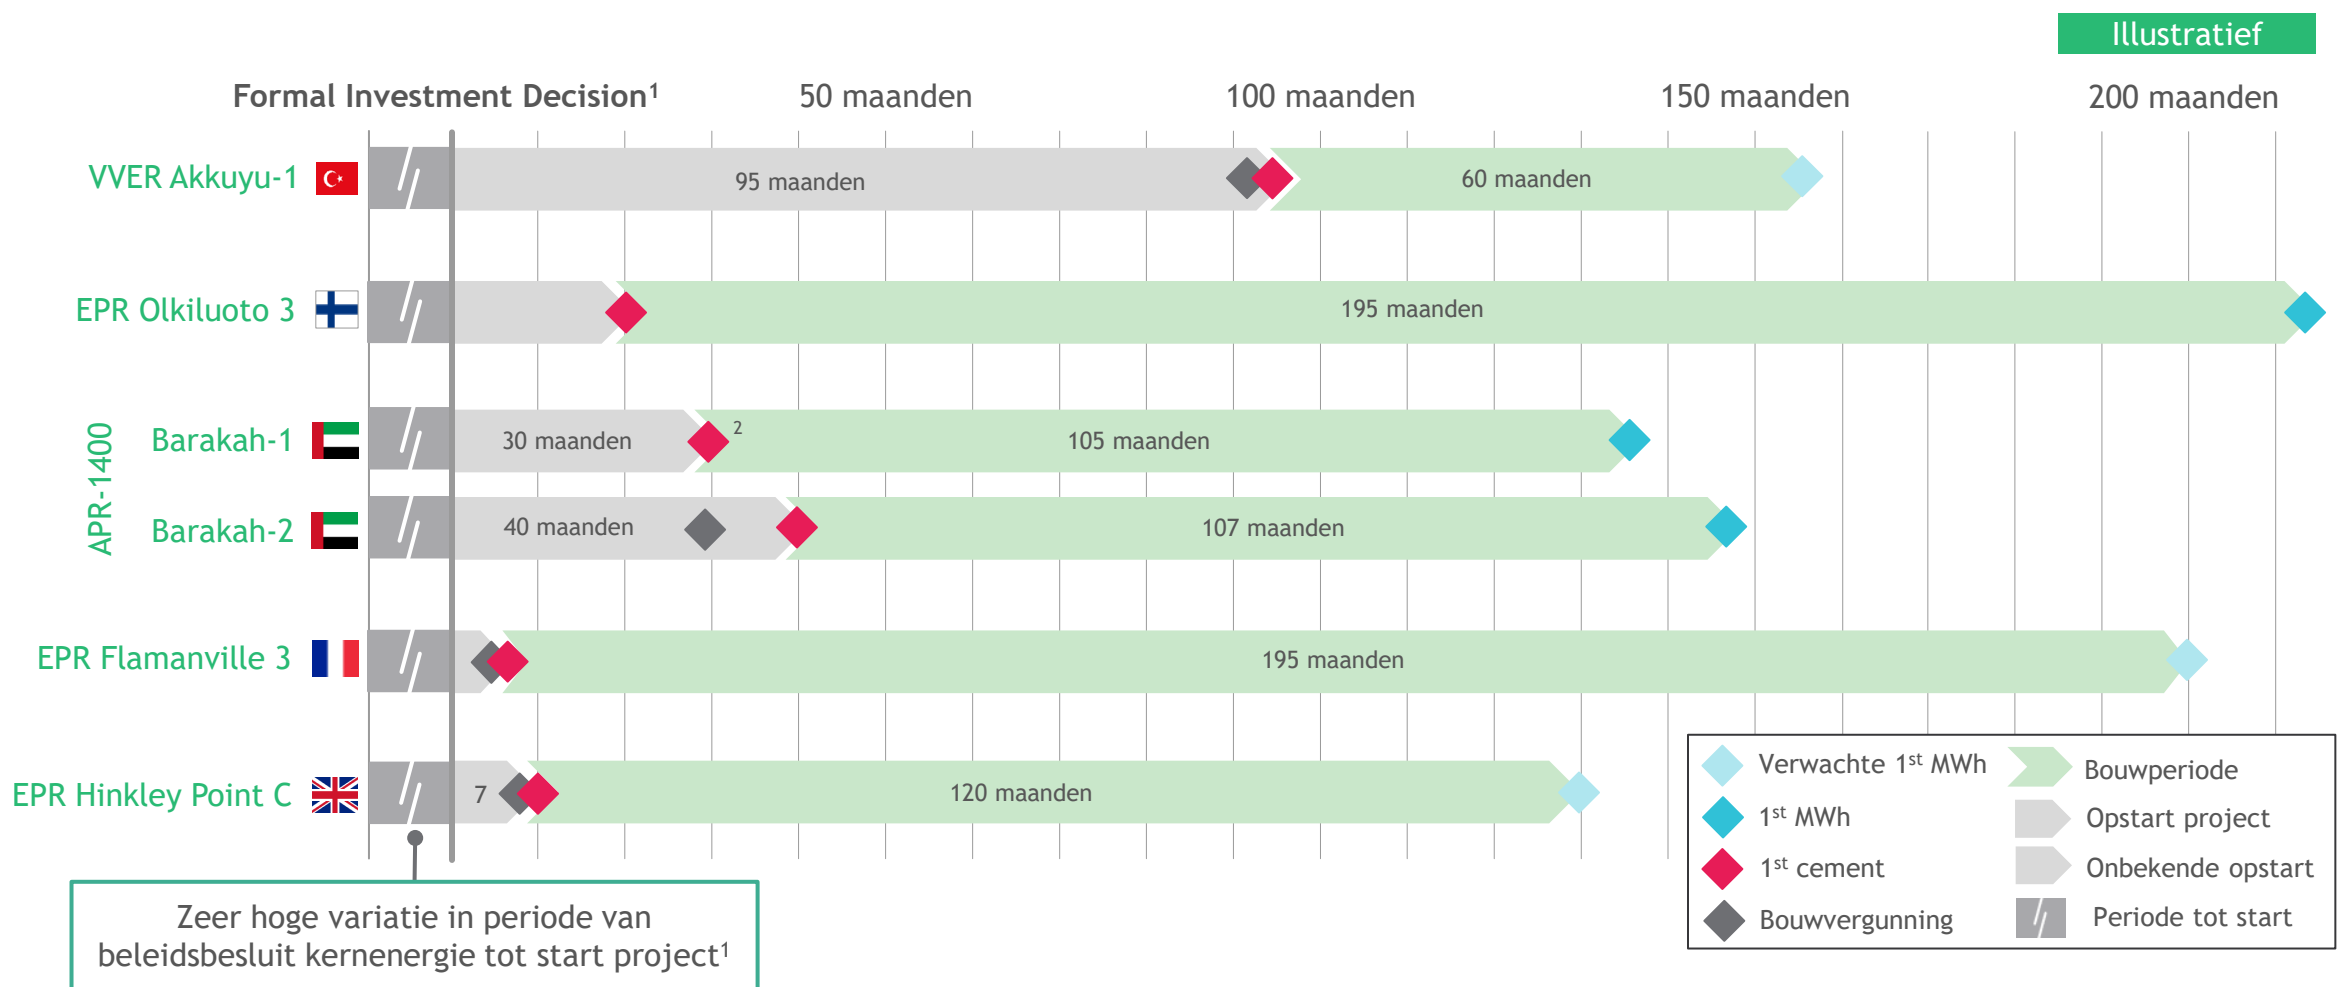 Illustratief
Formal Investment Decision¹ 50 maanden 100 maanden 150 maanden 200 maanden
VVER Akkuyu-1 95 maanden 60 maanden
EPR Olkiluoto 3 195 maanden
APR-1400
Barakah-1 30 maanden 2 105 maanden
Barakah-2 40 maanden 107 maanden
EPR Flamanville 3 195 maanden
EPR Hinkley Point C 7 120 maanden
Verwachte 1st MWh
1st MWh
1st cement
Bouwvergunning
Bouwperiode
Opstart project
Onbekende opstart
Periode tot start
Zeer hoge variatie in periode van
beleidsbesluit kernenergie tot start project¹